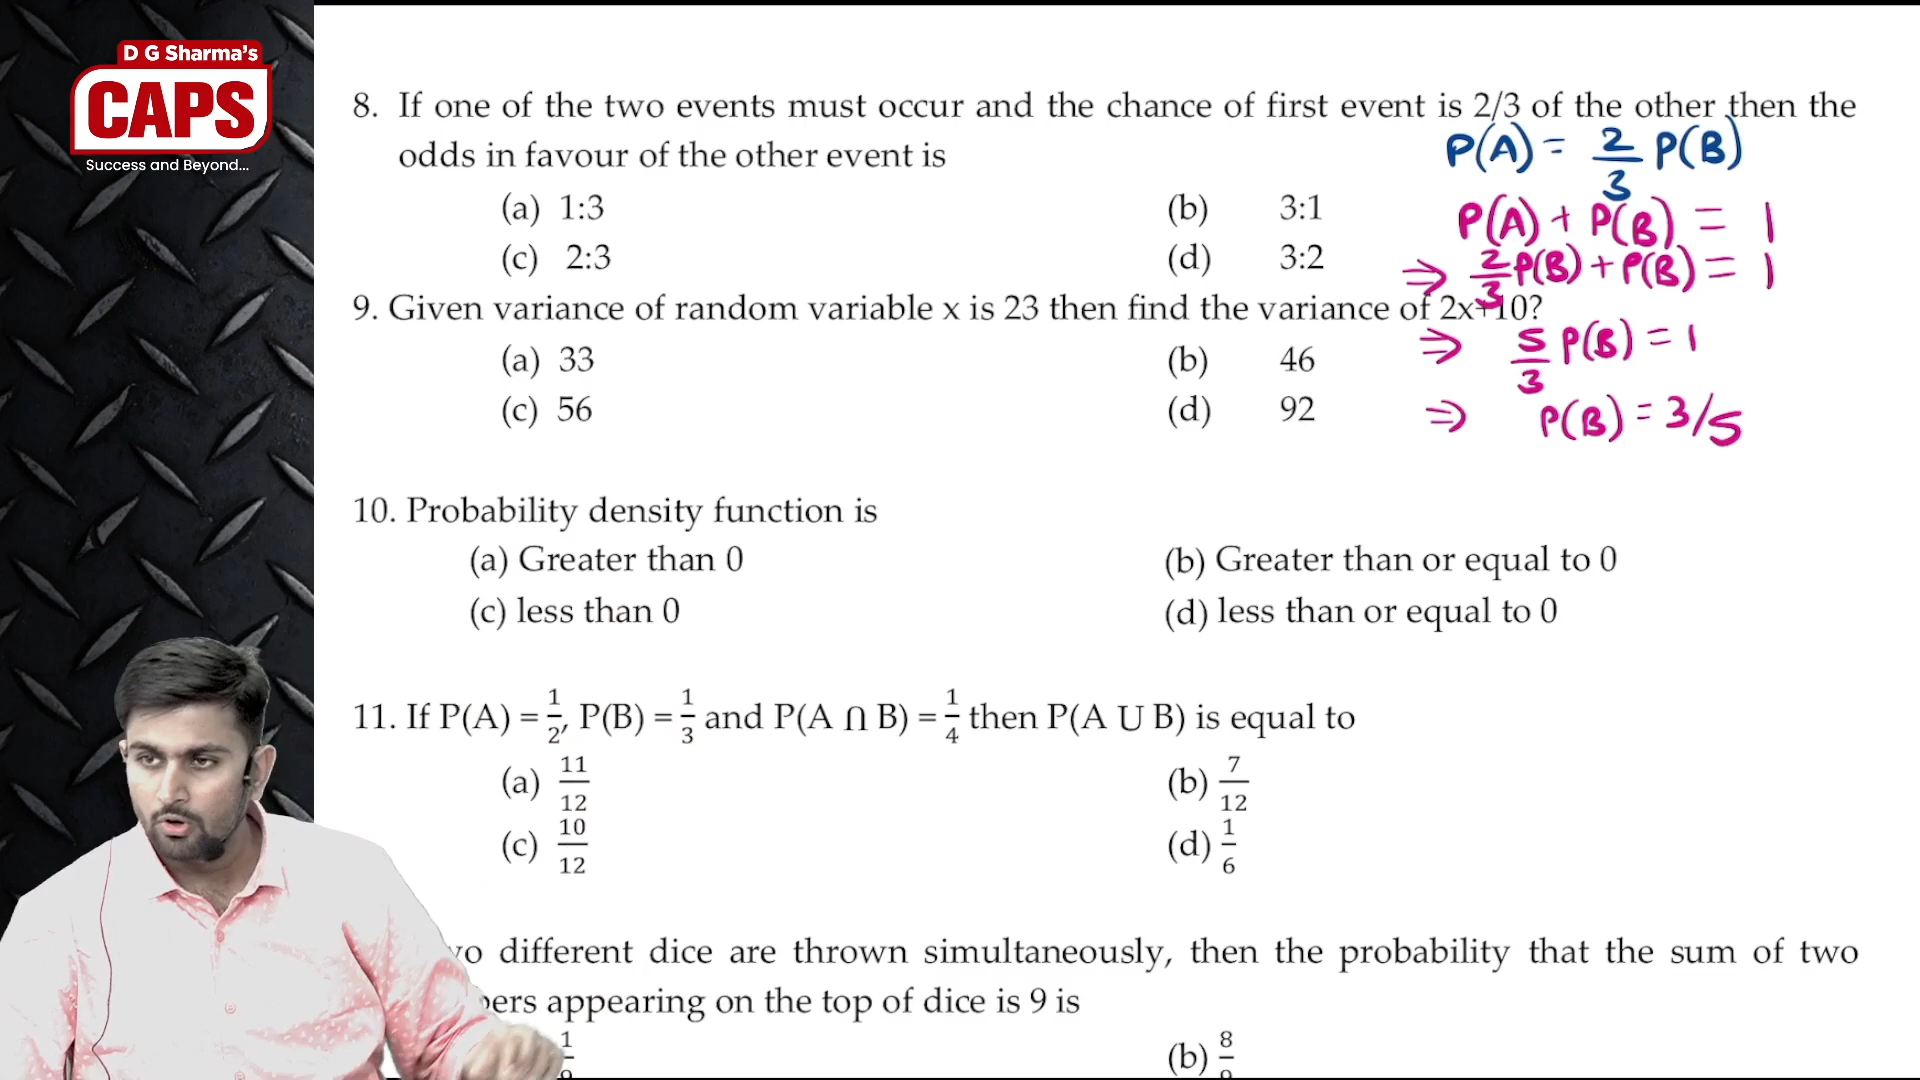 D G Sharma's
CAPS
Success and Beyond...
8. If one of the two events must occur and the chance of first event is 2/3 of the other then the
odds in favour of the other event is
(a) 1:3 (b) 3:1
(c) 2:3 (d) 3:2
P(A) = 2/3 P(B)
P(A) + P(B) = 1
⇒ 2/3 P(B) + P(B) = 1
⇒ 5/3 P(B) = 1
⇒ P(B) = 3/5
9. Given variance of random variable x is 23 then find the variance of 2x+10?
(a) 33 (b) 46
(c) 56 (d) 92
10. Probability density function is
(a) Greater than 0 (b) Greater than or equal to 0
(c) less than 0 (d) less than or equal to 0
11. If P(A) = 1/2, P(B) = 1/3 and P(A ∩ B) = 1/4 then P(A U B) is equal to
(a) 11/12 (b) 7/12
(c) 10/12 (d) 1/6
different dice are thrown simultaneously, then the probability that the sum of two
appearing on the top of dice is 9 is
(b) 8